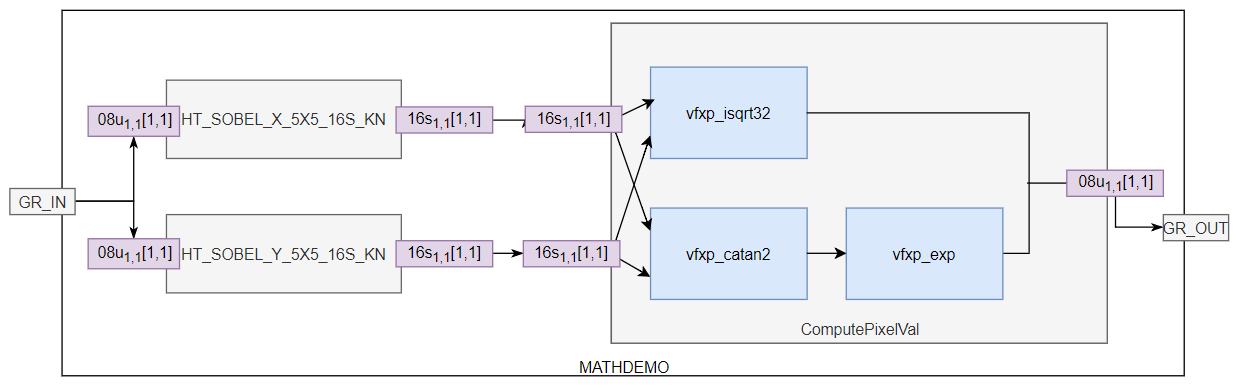 08u1,1[1,1]
HT_SOBEL_X_5X5_16S_KN
16s1,1[1,1]
16s1,1[1,1]
vfxp_isqrt32
GR_IN
08u1,1[1,1]
GR_OUT
08u1,1[1,1]
HT_SOBEL_Y_5X5_16S_KN
16s1,1[1,1]
16s1,1[1,1]
vfxp_catan2
vfxp_exp
ComputePixelVal
MATHDEMO